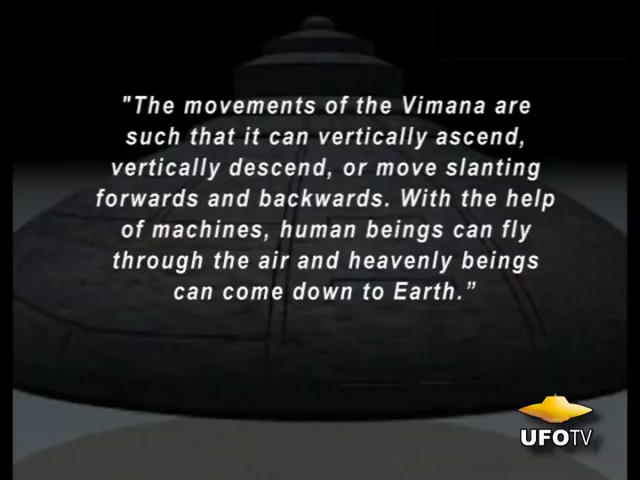 "The movements of the Vimana are
such that it can vertically ascend,
vertically descend, or move slanting
forwards and backwards. With the help
of machines, human beings can fly
through the air and heavenly beings
can come down to Earth.”
UFOTV